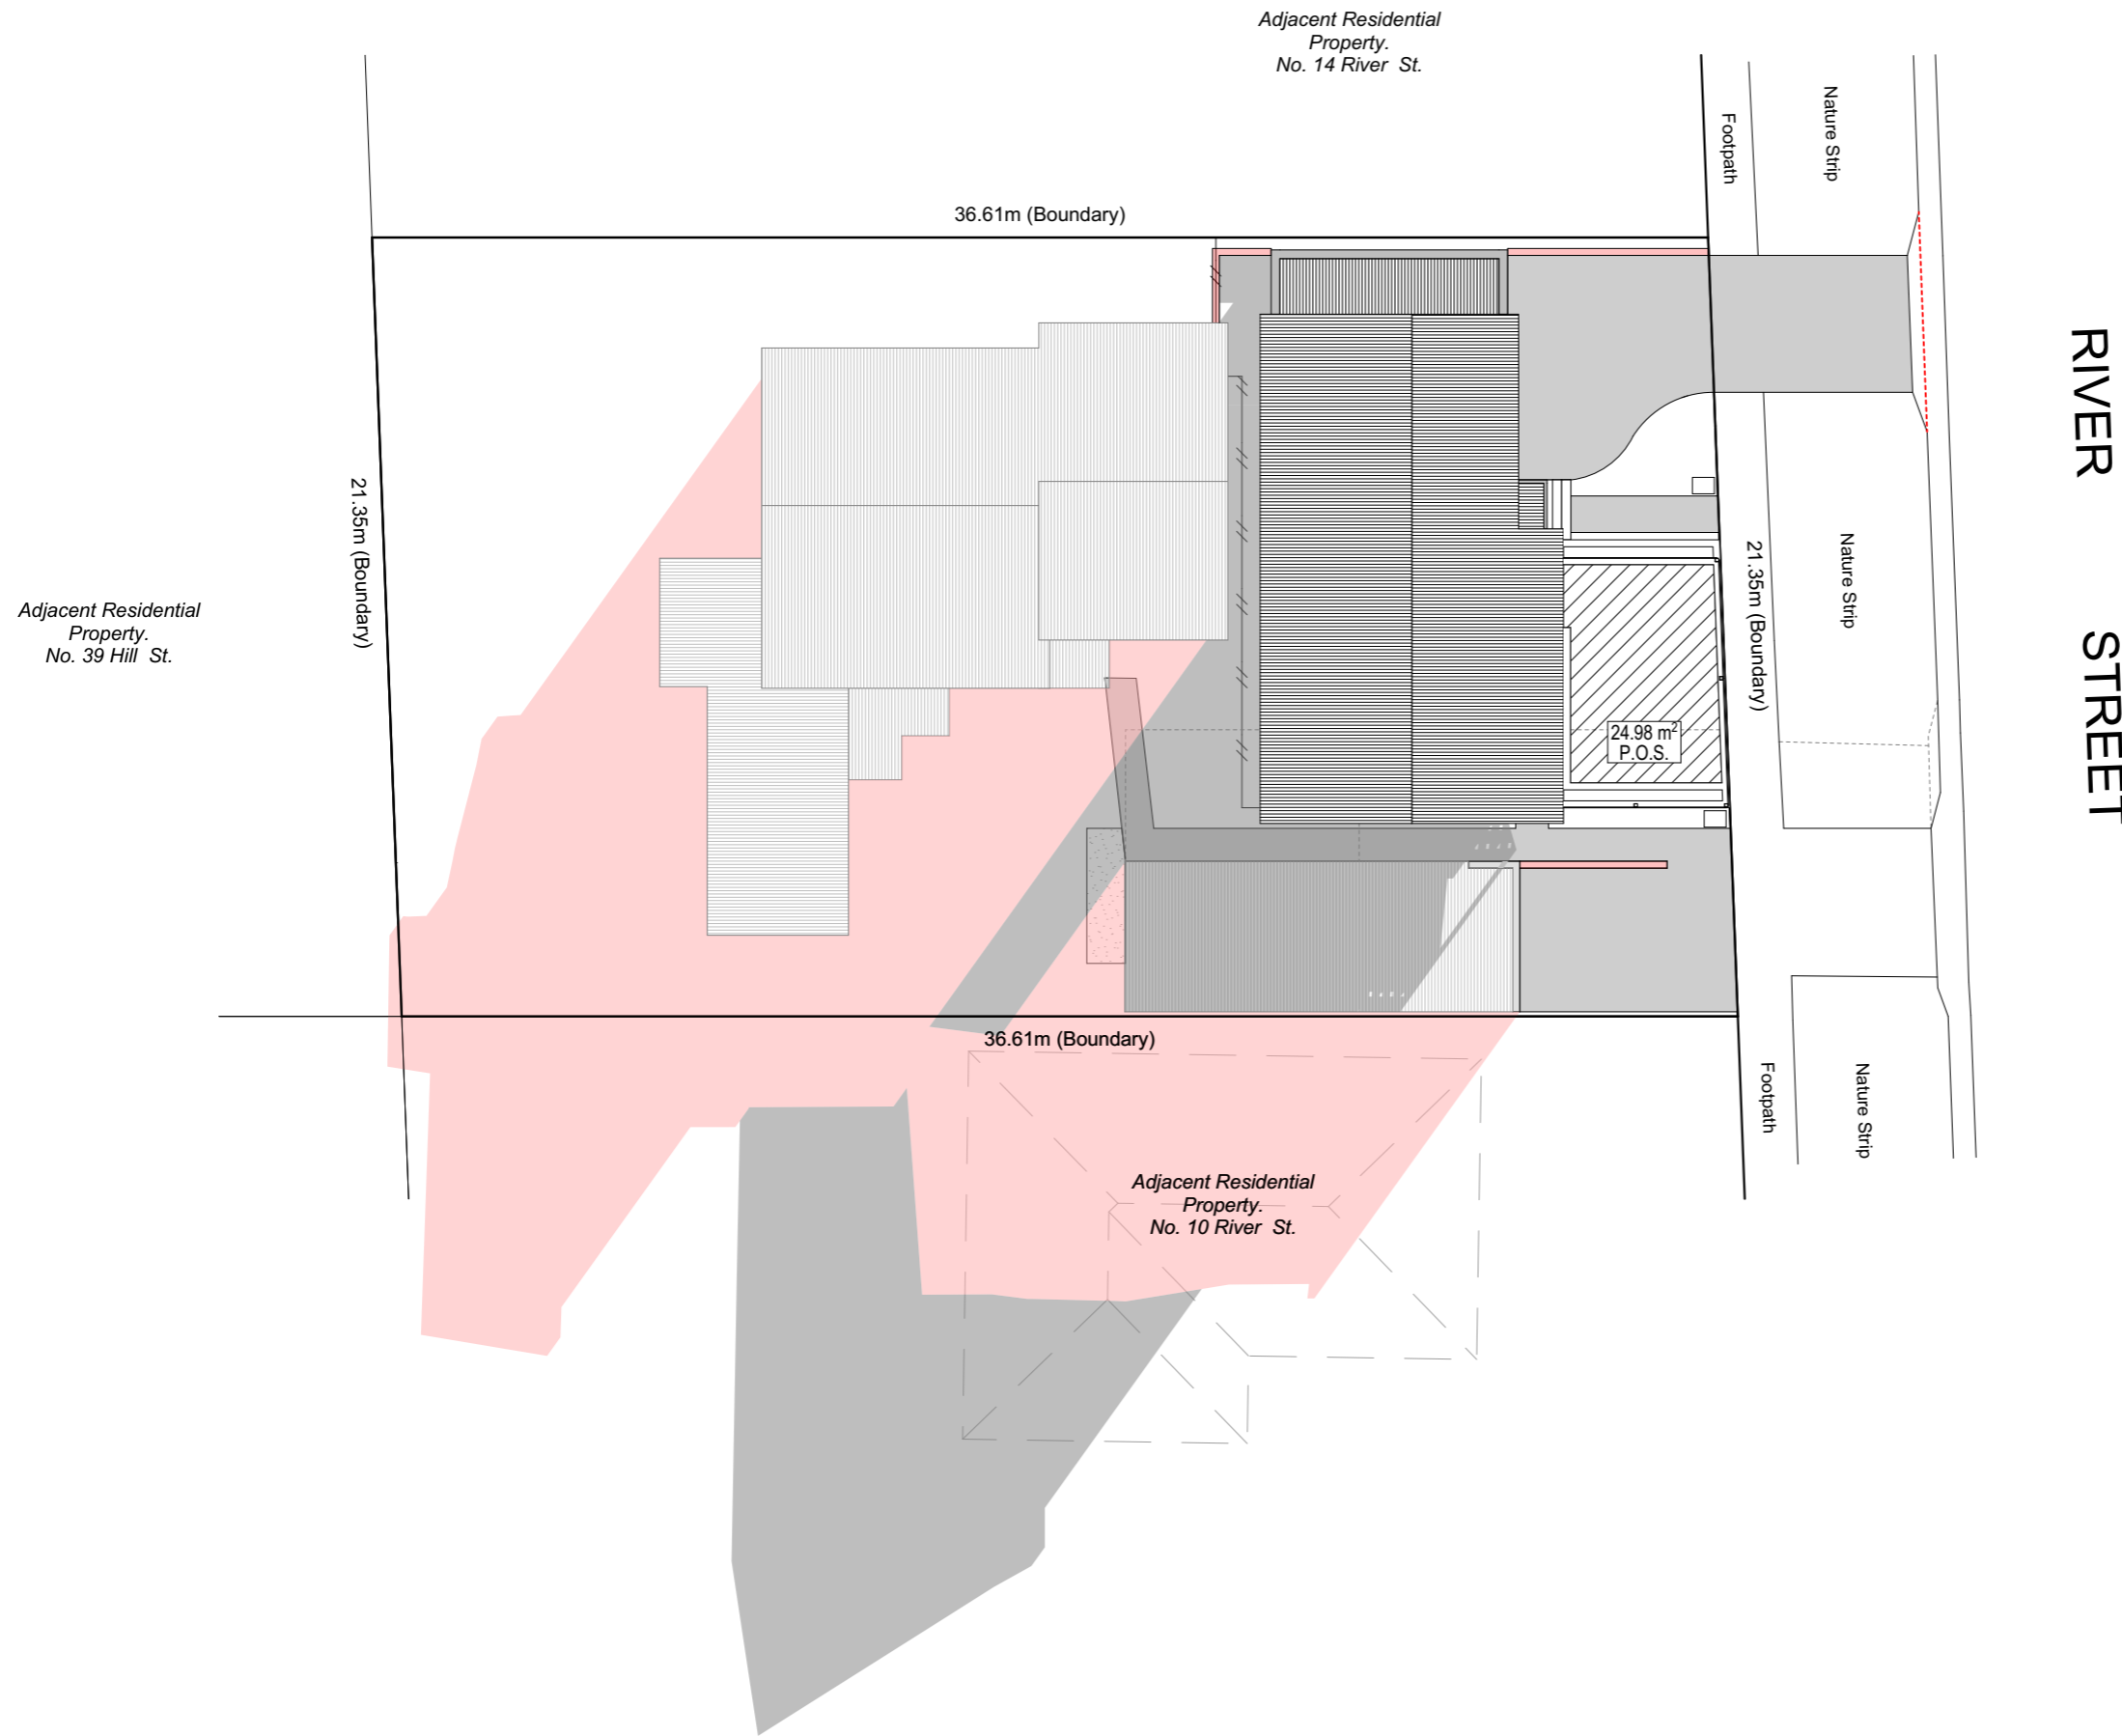 Adjacent Residential
Property.
No. 14 River St.
Footpath
Nature Strip
36.61m (Boundary)
RIVER STREET
21.35m (Boundary)
21.35m (Boundary)
Nature Strip
Adjacent Residential
Property.
No. 39 Hill St.
24.98 m²
P.O.S.
36.61m (Boundary)
Footpath
Nature Strip
Adjacent Residential
Property.
No. 10 River St.